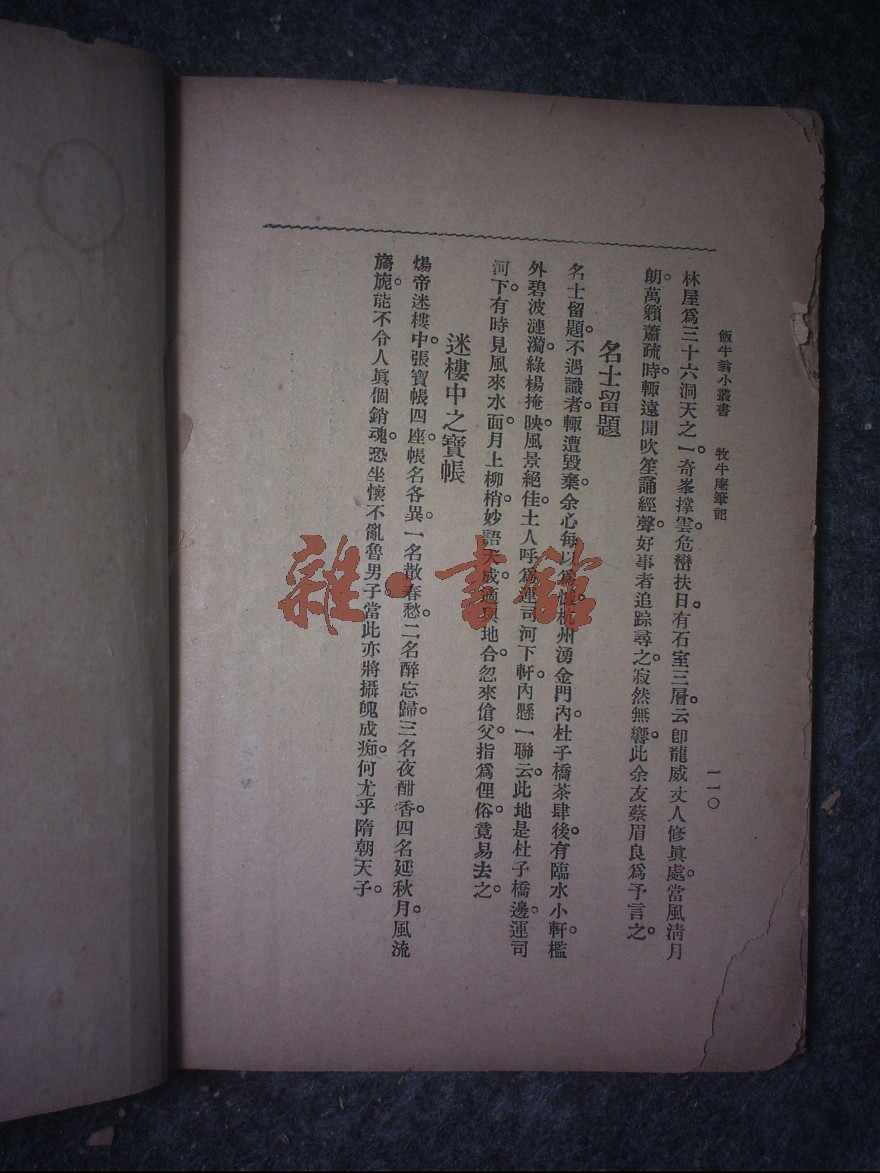 飯牛翁小叢書　牧牛庵筆記
一一〇
林屋爲三十六洞天之一。奇峯撐雲。危巒扶日。有石室三層。云卽龍威丈人修眞處。當風淸月
朗。萬籟蕭疏。時輒遠聞吹笙誦經聲。好事者追踪尋之。寂然無響。此余友蔡眉良爲予言之。
名士留題
名士留題。不遇識者。輒遭毀棄。余心每以爲 杭州湧金門內。杜子橋茶肆後。有臨水小軒。檻
外碧波漣漪。綠楊掩映。風景絕佳。土人呼爲運司河下。軒內懸一聯云。此地是杜子橋邊。運司
河下。有時見風來水面。月上柳梢。妙語天成。適 地合。忽來傖父。指爲俚俗。竟易去之。
迷樓中之寶帳
煬帝迷樓中。張寶帳四座。帳名各異。一名散春愁。二名醉忘歸。三名夜酣香。四名延秋月。風流
旖旎。能不令人眞個銷魂。恐坐懷不亂魯男子當此。亦將攝魄成痴。何尤乎隋朝天子。
雜·書館